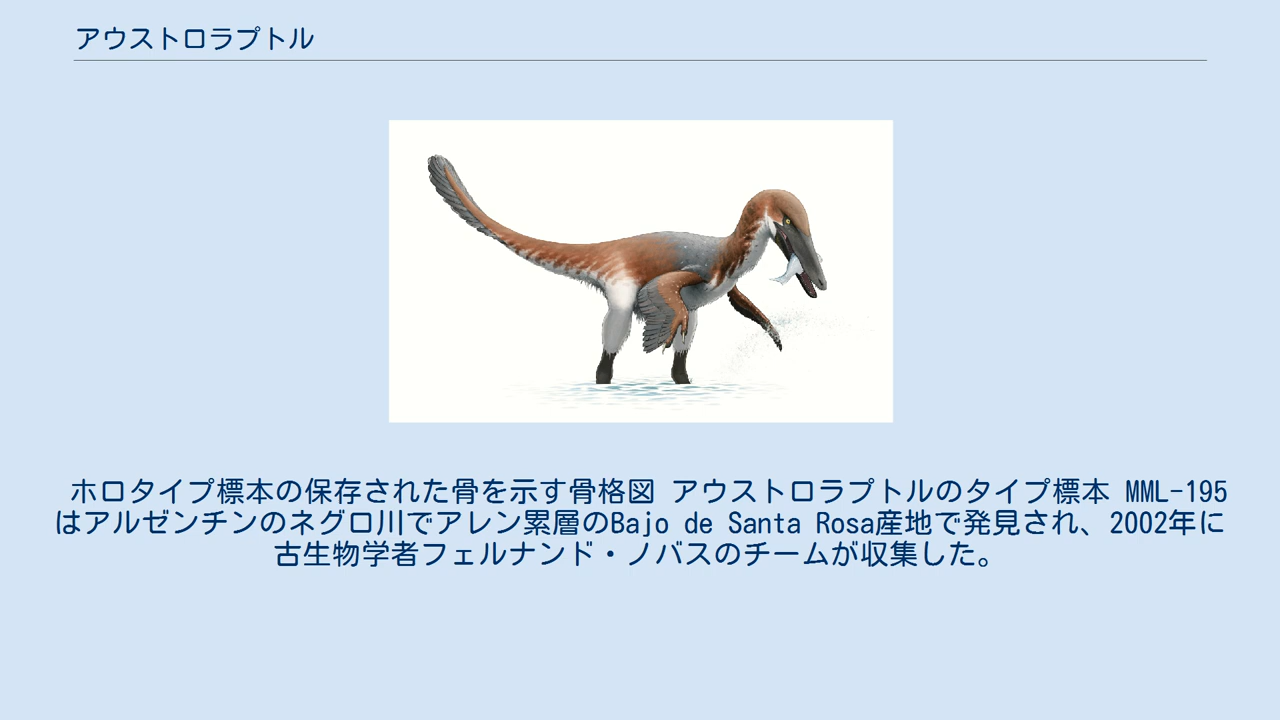 アウストロラプトル
ホロタイプ標本の保存された骨を示す骨格図 アウストロラプトルのタイプ標本 MML-195
はアルゼンチンのネグロ川でアレン累層のBajo de Santa Rosa産地で発見され、2002年に
古生物学者フェルナンド・ノバスのチームが収集した。